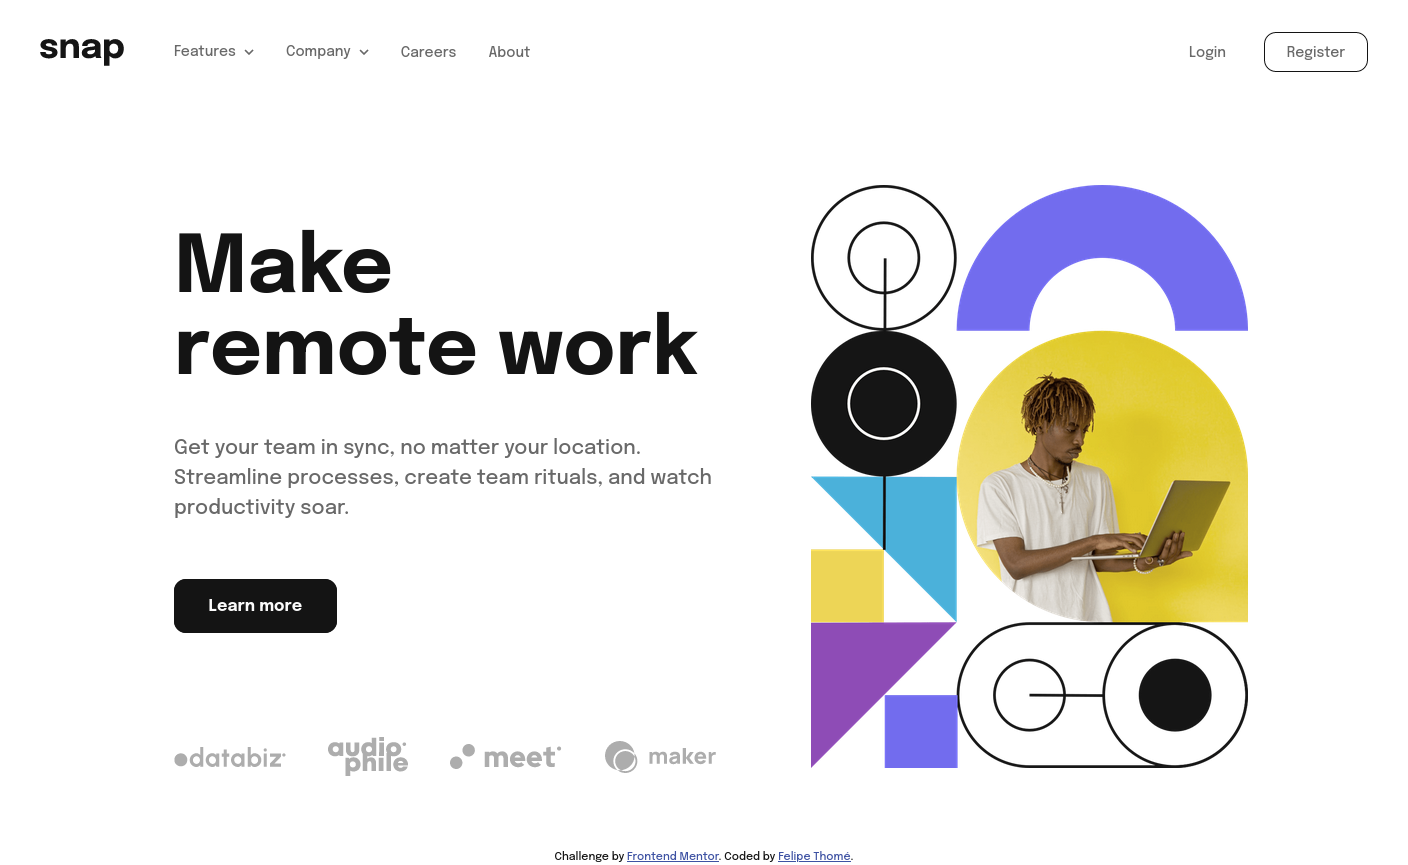 snap
Features
Company
Careers
About
Login
Register
Make
remote work
Get your team in sync, no matter your location.
Streamline processes, create team rituals, and watch
productivity soar.
Learn more
databiz
audio
phile
meet
maker
Challenge by Frontend Mentor. Coded by Felipe Thomé.